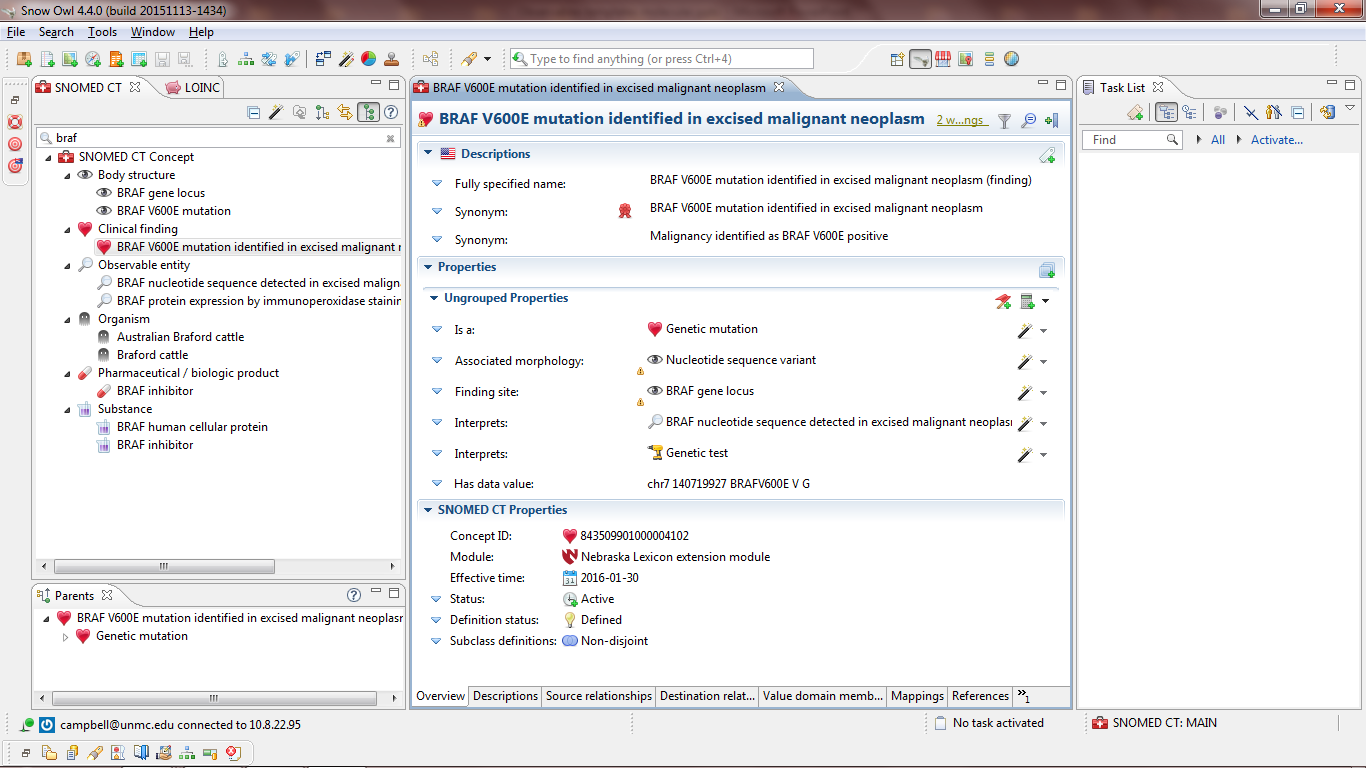 Snow Owl 4.4.0 (build 20151113-1434)
File Search Tools Window Help
Type to find anything (or press Ctrl+4)
SNOMED CT
LOINC
braf
SNOMED CT Concept
Body structure
BRAF gene locus
BRAF V600E mutation
Clinical finding
BRAF V600E mutation identified in excised malignant
Observable entity
BRAF nucleotide sequence detected in excised malign
BRAF protein expression by immunoperoxidase stainin
Organism
Australian Braford cattle
Braford cattle
Pharmaceutical / biologic product
BRAF inhibitor
Substance
BRAF human cellular protein
BRAF inhibitor
Parents
BRAF V600E mutation identified in excised malignant neoplasm
Genetic mutation
BRAF V600E mutation identified in excised malignant neoplasm
BRAF V600E mutation identified in excised malignant neoplasm 2 w...ngs
Descriptions
Fully specified name: BRAF V600E mutation identified in excised malignant neoplasm (finding)
Synonym: BRAF V600E mutation identified in excised malignant neoplasm
Synonym: Malignancy identified as BRAF V600E positive
Properties
Ungrouped Properties
Is a: Genetic mutation
Associated morphology: Nucleotide sequence variant
Finding site: BRAF gene locus
Interprets: BRAF nucleotide sequence detected in excised malignant neoplasm
Interprets: Genetic test
Has data value: chr7 140719927 BRAFV600E V G
SNOMED CT Properties
Concept ID: 843509901000004102
Module: Nebraska Lexicon extension module
Effective time: 31 2016-01-30
Status: Active
Definition status: Defined
Subclass definitions: Non-disjoint
Overview Descriptions Source relationships Destination relat... Value domain memb... Mappings References »1
Task List
Find All Activate...
campbell@unmc.edu connected to 10.8.22.95
No task activated
SNOMED CT: MAIN